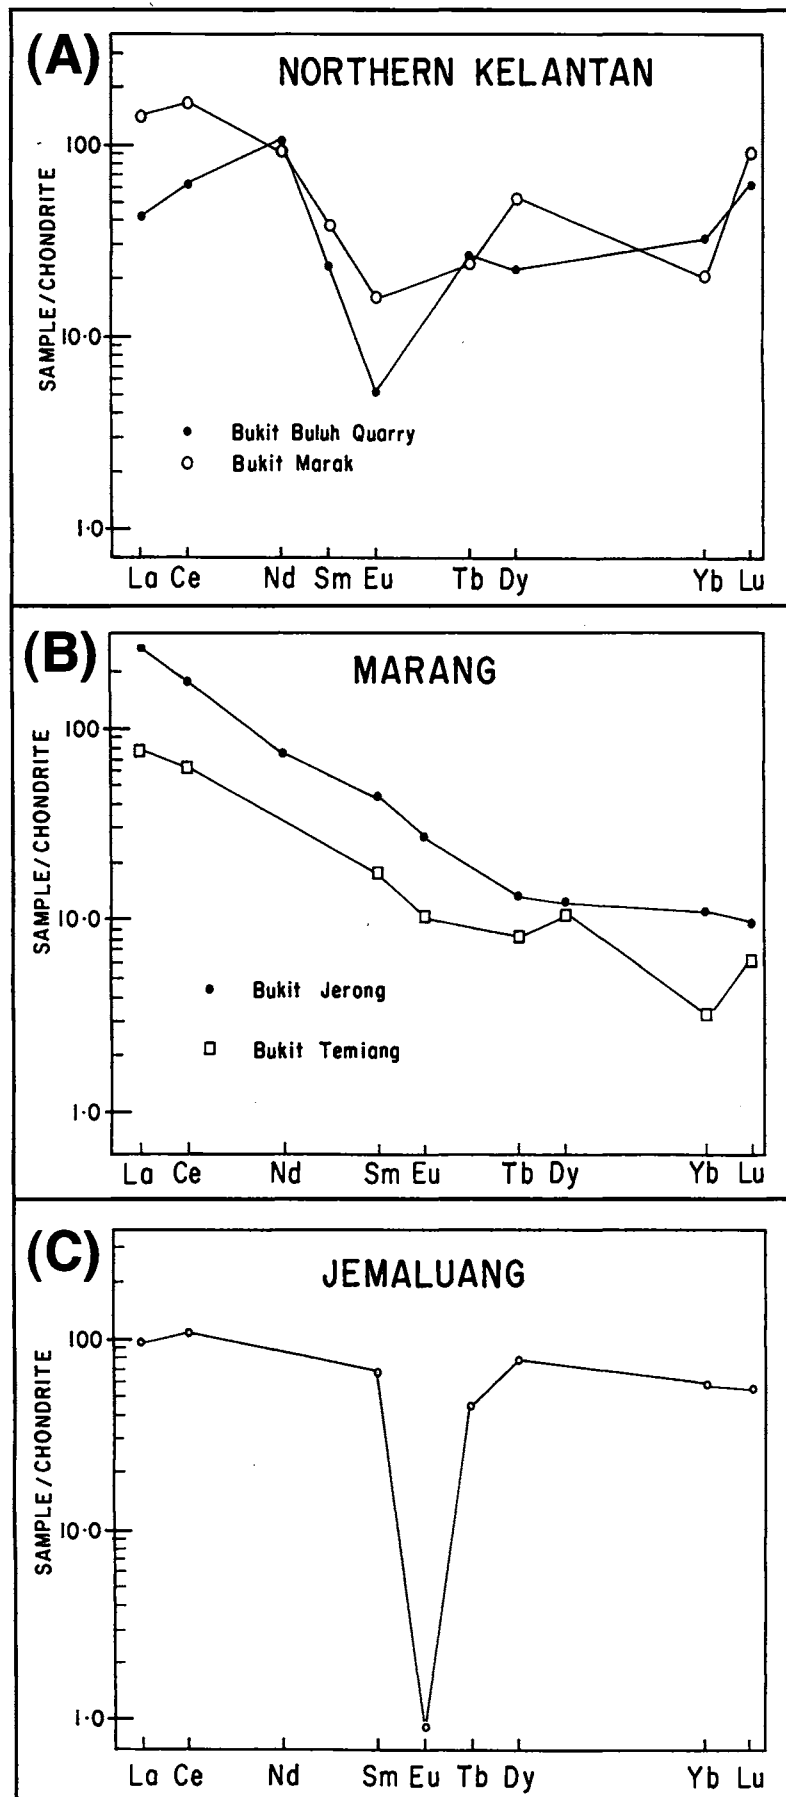 (A)
NORTHERN KELANTAN
SAMPLE/CHONDRITE
100
10·0
1·0
Bukit Buluh Quarry
Bukit Marak
La Ce Nd Sm Eu Tb Dy Yb Lu
(B)
MARANG
SAMPLE/CHONDRITE
100
10·0
1·0
Bukit Jerong
Bukit Temiang
La Ce Nd Sm Eu Tb Dy Yb Lu
(C)
JEMALUANG
SAMPLE/CHONDRITE
100
10·0
1·0
La Ce Nd Sm Eu Tb Dy Yb Lu